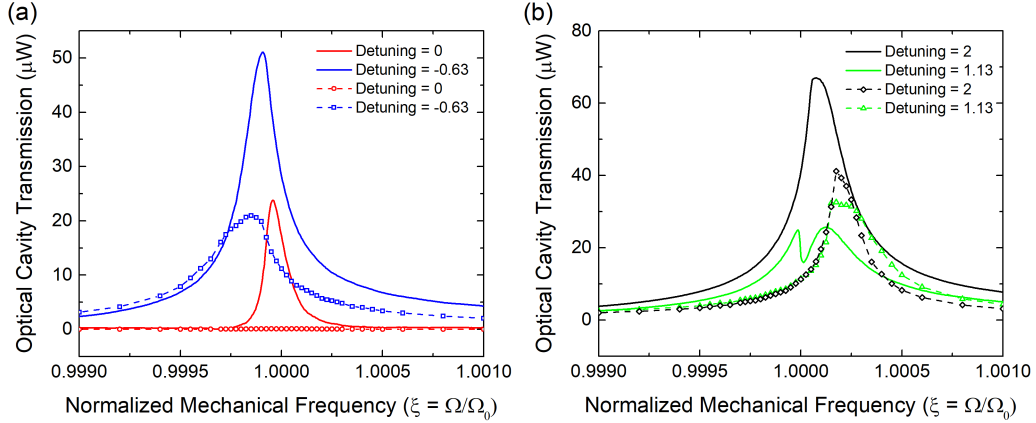 (a)
Optical Cavity Transmission (μW)
50
40
30
20
10
0
Detuning = 0
Detuning = -0.63
Detuning = 0
Detuning = -0.63
0.9990 0.9995 1.0000 1.0005 1.0010
Normalized Mechanical Frequency (ξ = Ω/Ω₀)
(b)
Optical Cavity Transmission (μW)
80
60
40
20
0
Detuning = 2
Detuning = 1.13
Detuning = 2
Detuning = 1.13
0.9990 0.9995 1.0000 1.0005 1.0010
Normalized Mechanical Frequency (ξ = Ω/Ω₀)